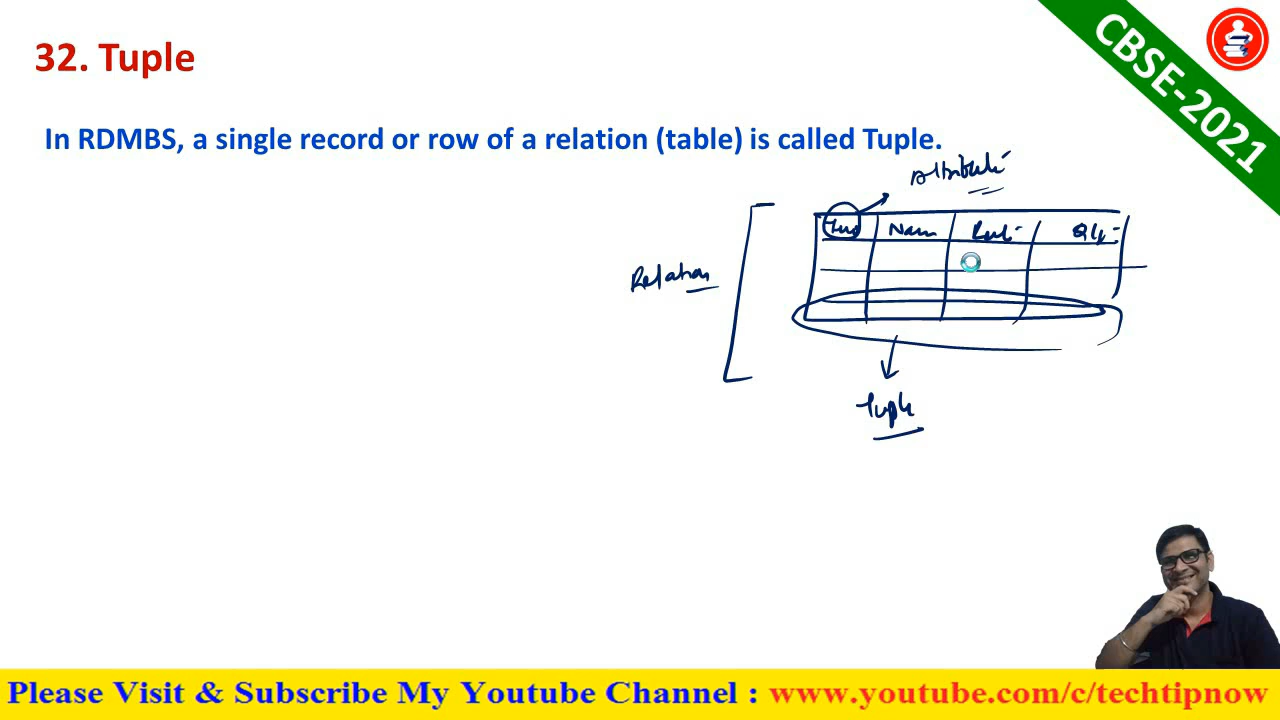 32. Tuple
CBSE-2021
In RDMBS, a single record or row of a relation (table) is called Tuple.
Attribute
Nam
Relation
Tuple
Please Visit & Subscribe My Youtube Channel : www.youtube.com/c/techtipnow